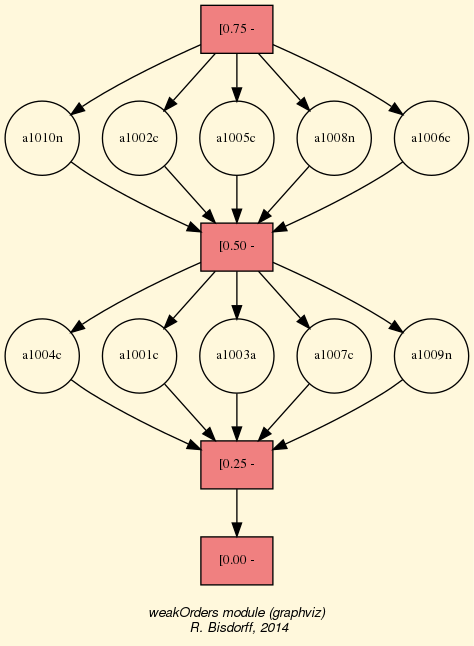 [0.75 -
a1010n a1002c a1005c a1008n a1006c
[0.50 -
a1004c a1001c a1003a a1007c a1009n
[0.25 -
[0.00 -
weakOrders module (graphviz)
R. Bisdorff, 2014